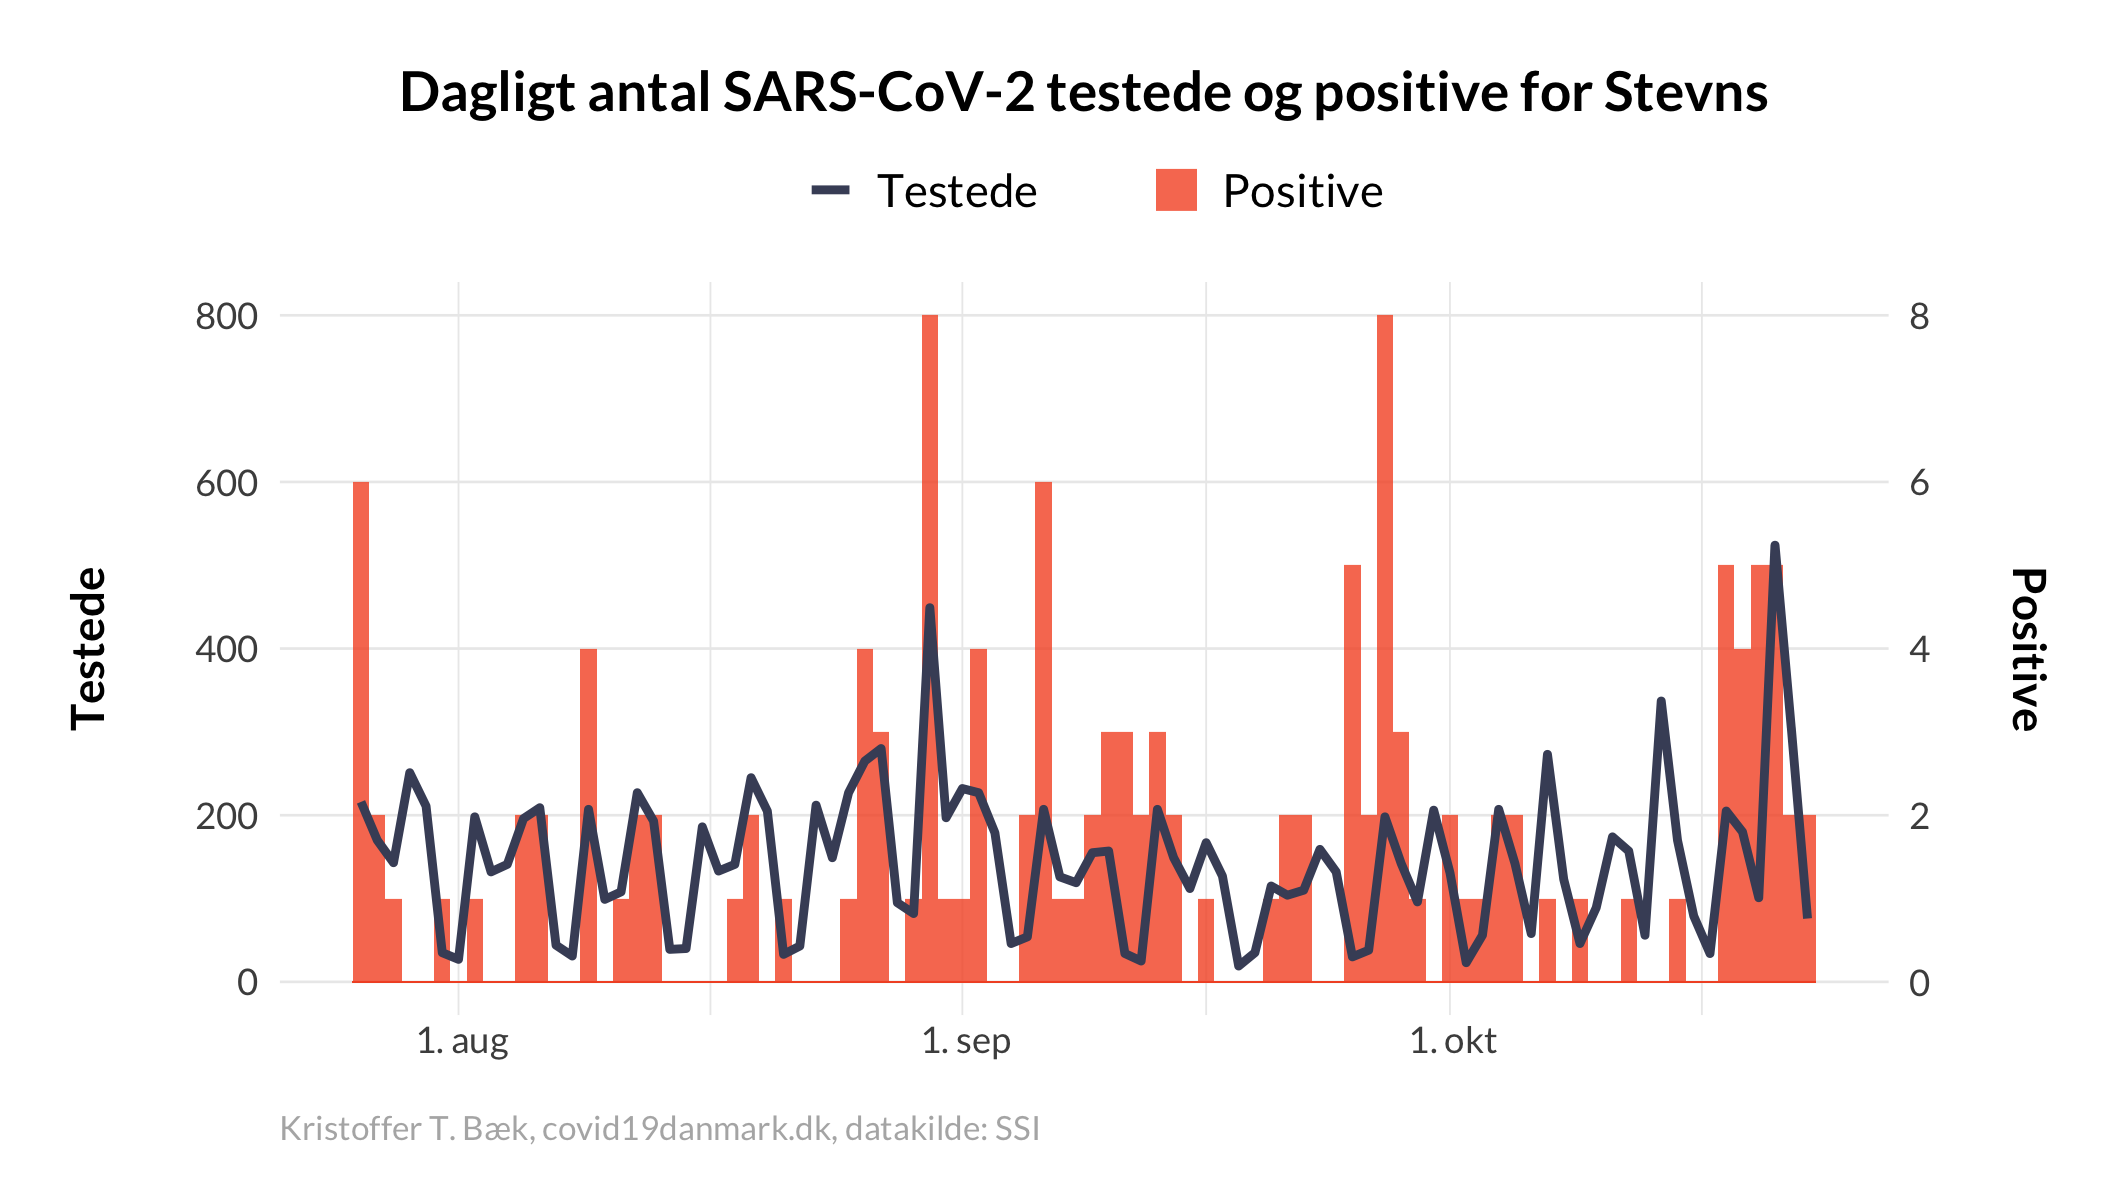 Dagligt antal SARS-CoV-2 testede og positive for Stevns
Testede
Positive
800
600
400
200
0
8
6
4
2
0
Testede
Positive
1. aug
1. sep
1. okt
Kristoffer T. Bæk, covid19danmark.dk, datakilde: SSI